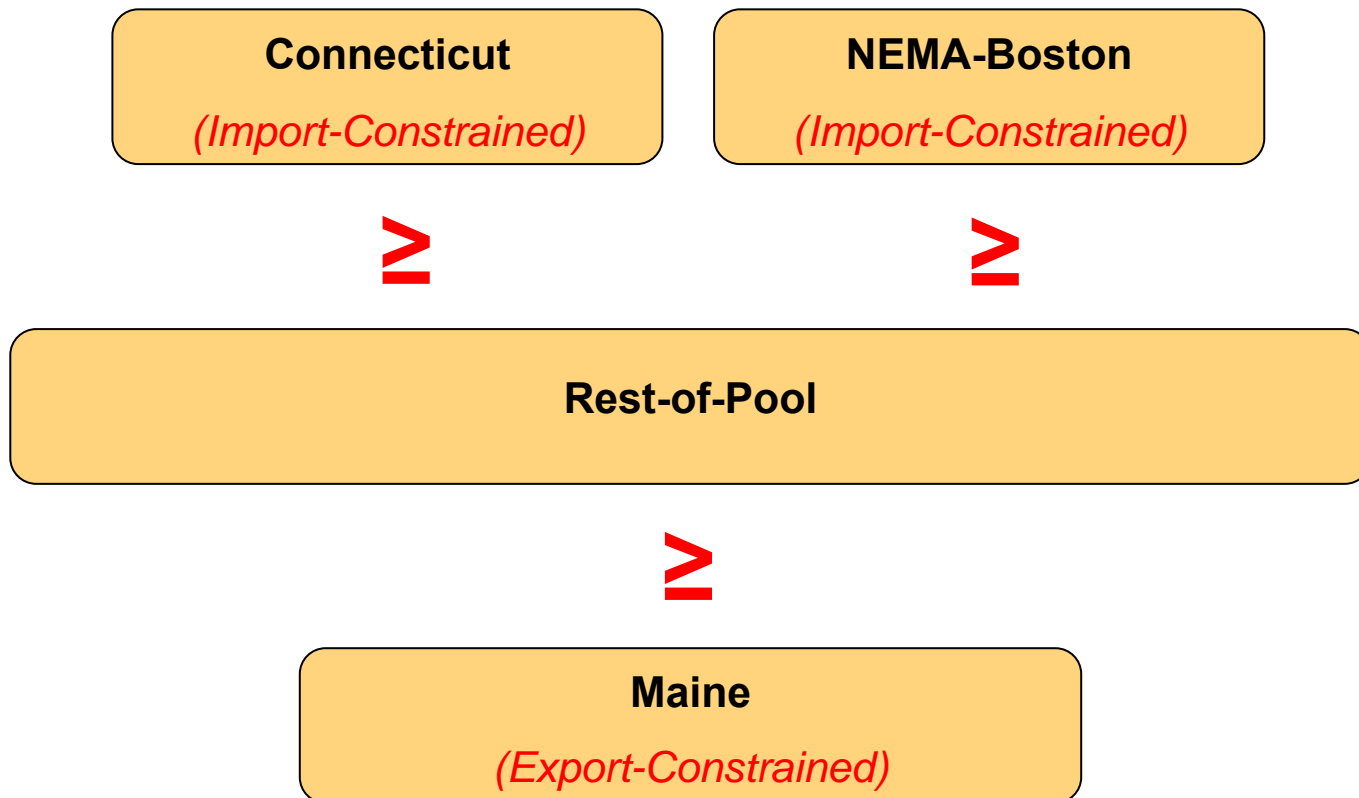 Connecticut
(Import-Constrained)
NEMA-Boston
(Import-Constrained)
≥
≥
Rest-of-Pool
≥
Maine
(Export-Constrained)